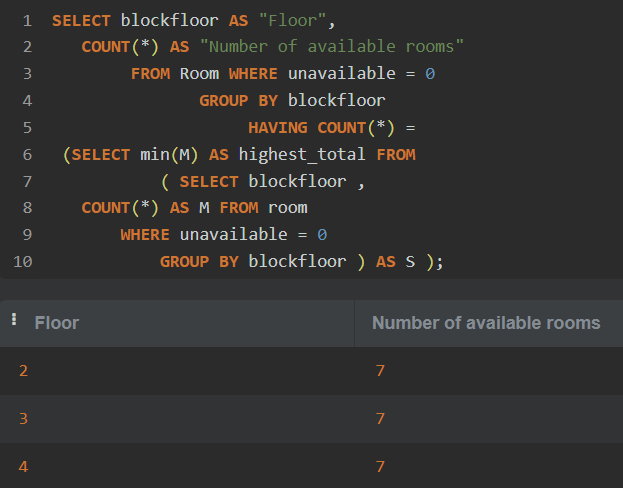 1 SELECT blockfloor AS "Floor",
2 COUNT(*) AS "Number of available rooms"
3 FROM Room WHERE unavailable = 0
4 GROUP BY blockfloor
5 HAVING COUNT(*) =
6 (SELECT min(M) AS highest_total FROM
7 ( SELECT blockfloor ,
8 COUNT(*) AS M FROM room
9 WHERE unavailable = 0
10 GROUP BY blockfloor ) AS S );
Floor Number of available rooms
2 7
3 7
4 7